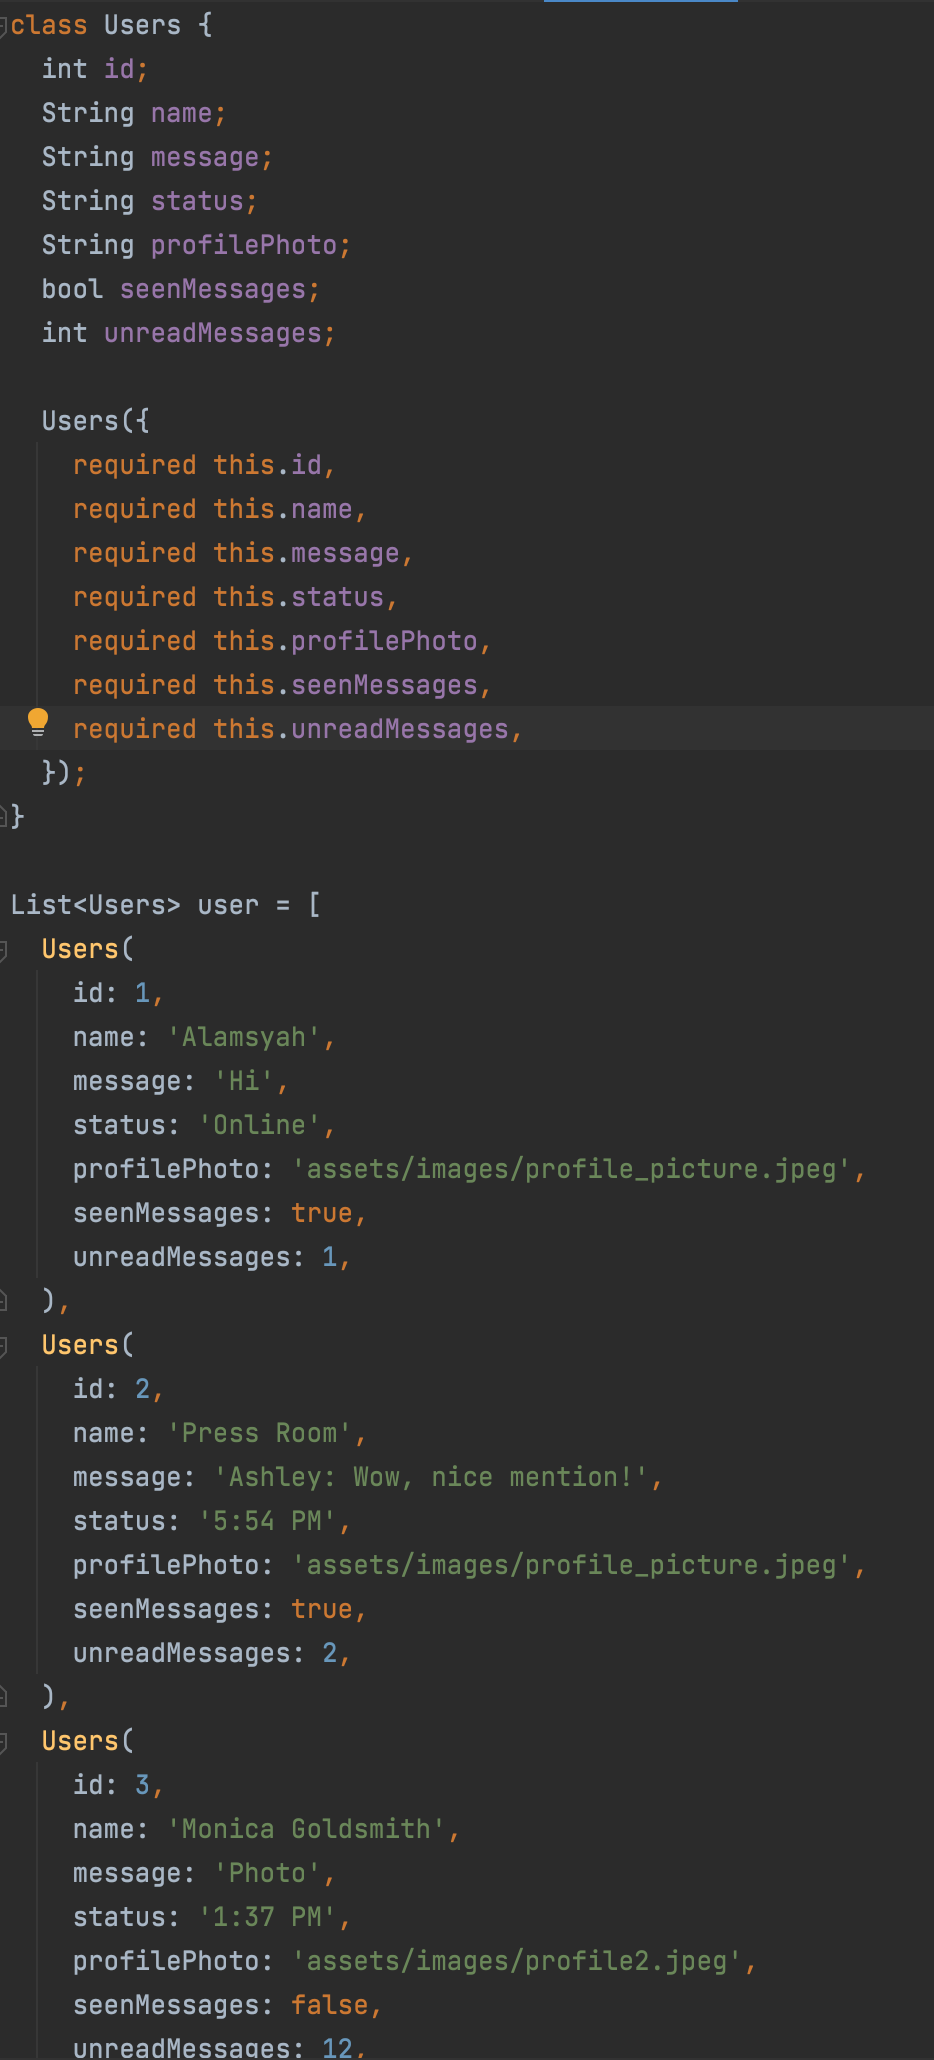 class Users {
  int id;
  String name;
  String message;
  String status;
  String profilePhoto;
  bool seenMessages;
  int unreadMessages;

  Users({
    required this.id,
    required this.name,
    required this.message,
    required this.status,
    required this.profilePhoto,
    required this.seenMessages,
    required this.unreadMessages,
  });
}

List<Users> user = [
  Users(
    id: 1,
    name: 'Alamsyah',
    message: 'Hi',
    status: 'Online',
    profilePhoto: 'assets/images/profile_picture.jpeg',
    seenMessages: true,
    unreadMessages: 1,
  ),
  Users(
    id: 2,
    name: 'Press Room',
    message: 'Ashley: Wow, nice mention!',
    status: '5:54 PM',
    profilePhoto: 'assets/images/profile_picture.jpeg',
    seenMessages: true,
    unreadMessages: 2,
  ),
  Users(
    id: 3,
    name: 'Monica Goldsmith',
    message: 'Photo',
    status: '1:37 PM',
    profilePhoto: 'assets/images/profile2.jpeg',
    seenMessages: false,
    unreadMessages: 12,